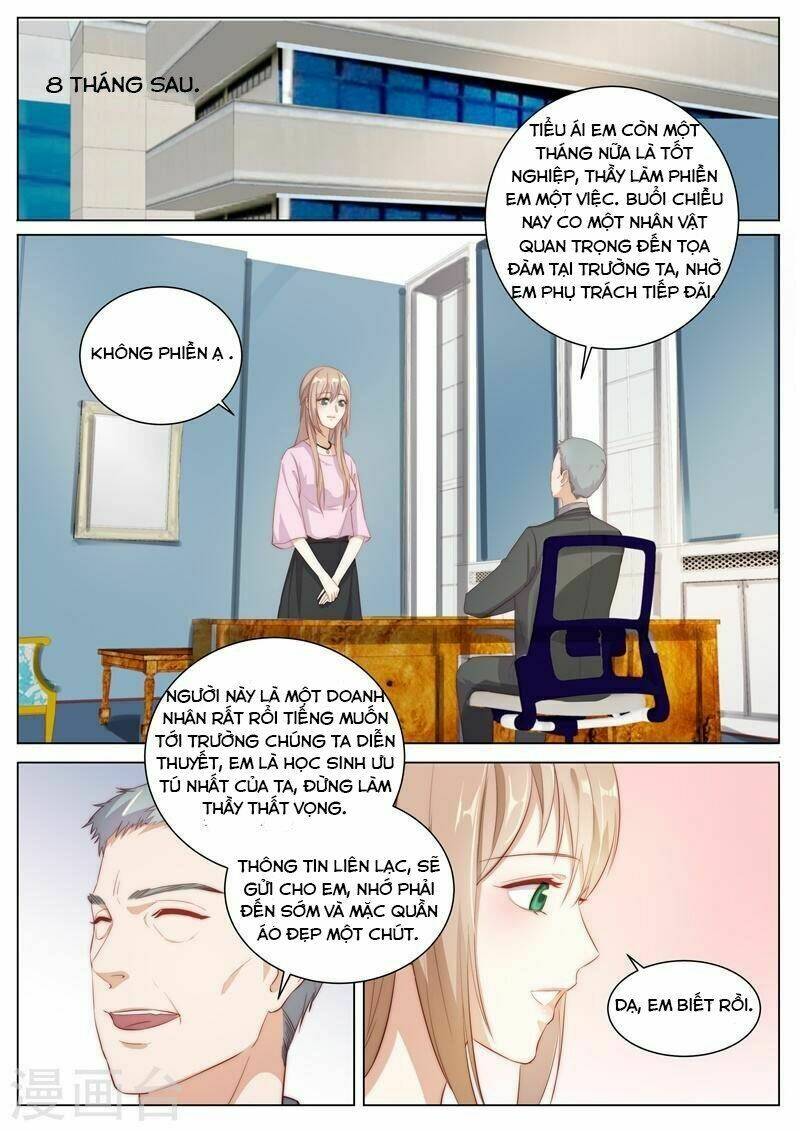 8 THÁNG SAU.
TIỂU ÁI EM CÒN MỘT
THÁNG NỮA LÀ TỐT
NGHIỆP, THẦY LÀM PHIỀN
EM MỘT VIỆC. BUỔI CHIỀU
NAY CO MỘT NHÂN VẬT
QUAN TRỌNG ĐẾN TỌA
ĐÀM TẠI TRƯỜNG TA, NHỜ
EM PHỤ TRÁCH TIẾP ĐÃI.
KHÔNG PHIỀN Ạ .
NGƯỜI NÀY LÀ MỘT DOANH
NHÂN RẤT RỔI TIẾNG MUỐN
TỚI TRƯỜNG CHÚNG TA DIỄN
THUYẾT, EM LÀ HỌC SINH ƯU
TÚ NHẤT CỦA TA, ĐỪNG LÀM
THẦY THẤT VỌNG.
THÔNG TIN LIÊN LẠC, SẼ
GỬI CHO EM, NHỚ PHẢI
ĐẾN SỚM VÀ MẶC QUẦN
ÁO ĐẸP MỘT CHÚT.
DẠ, EM BIẾT RỒI.
漫画台